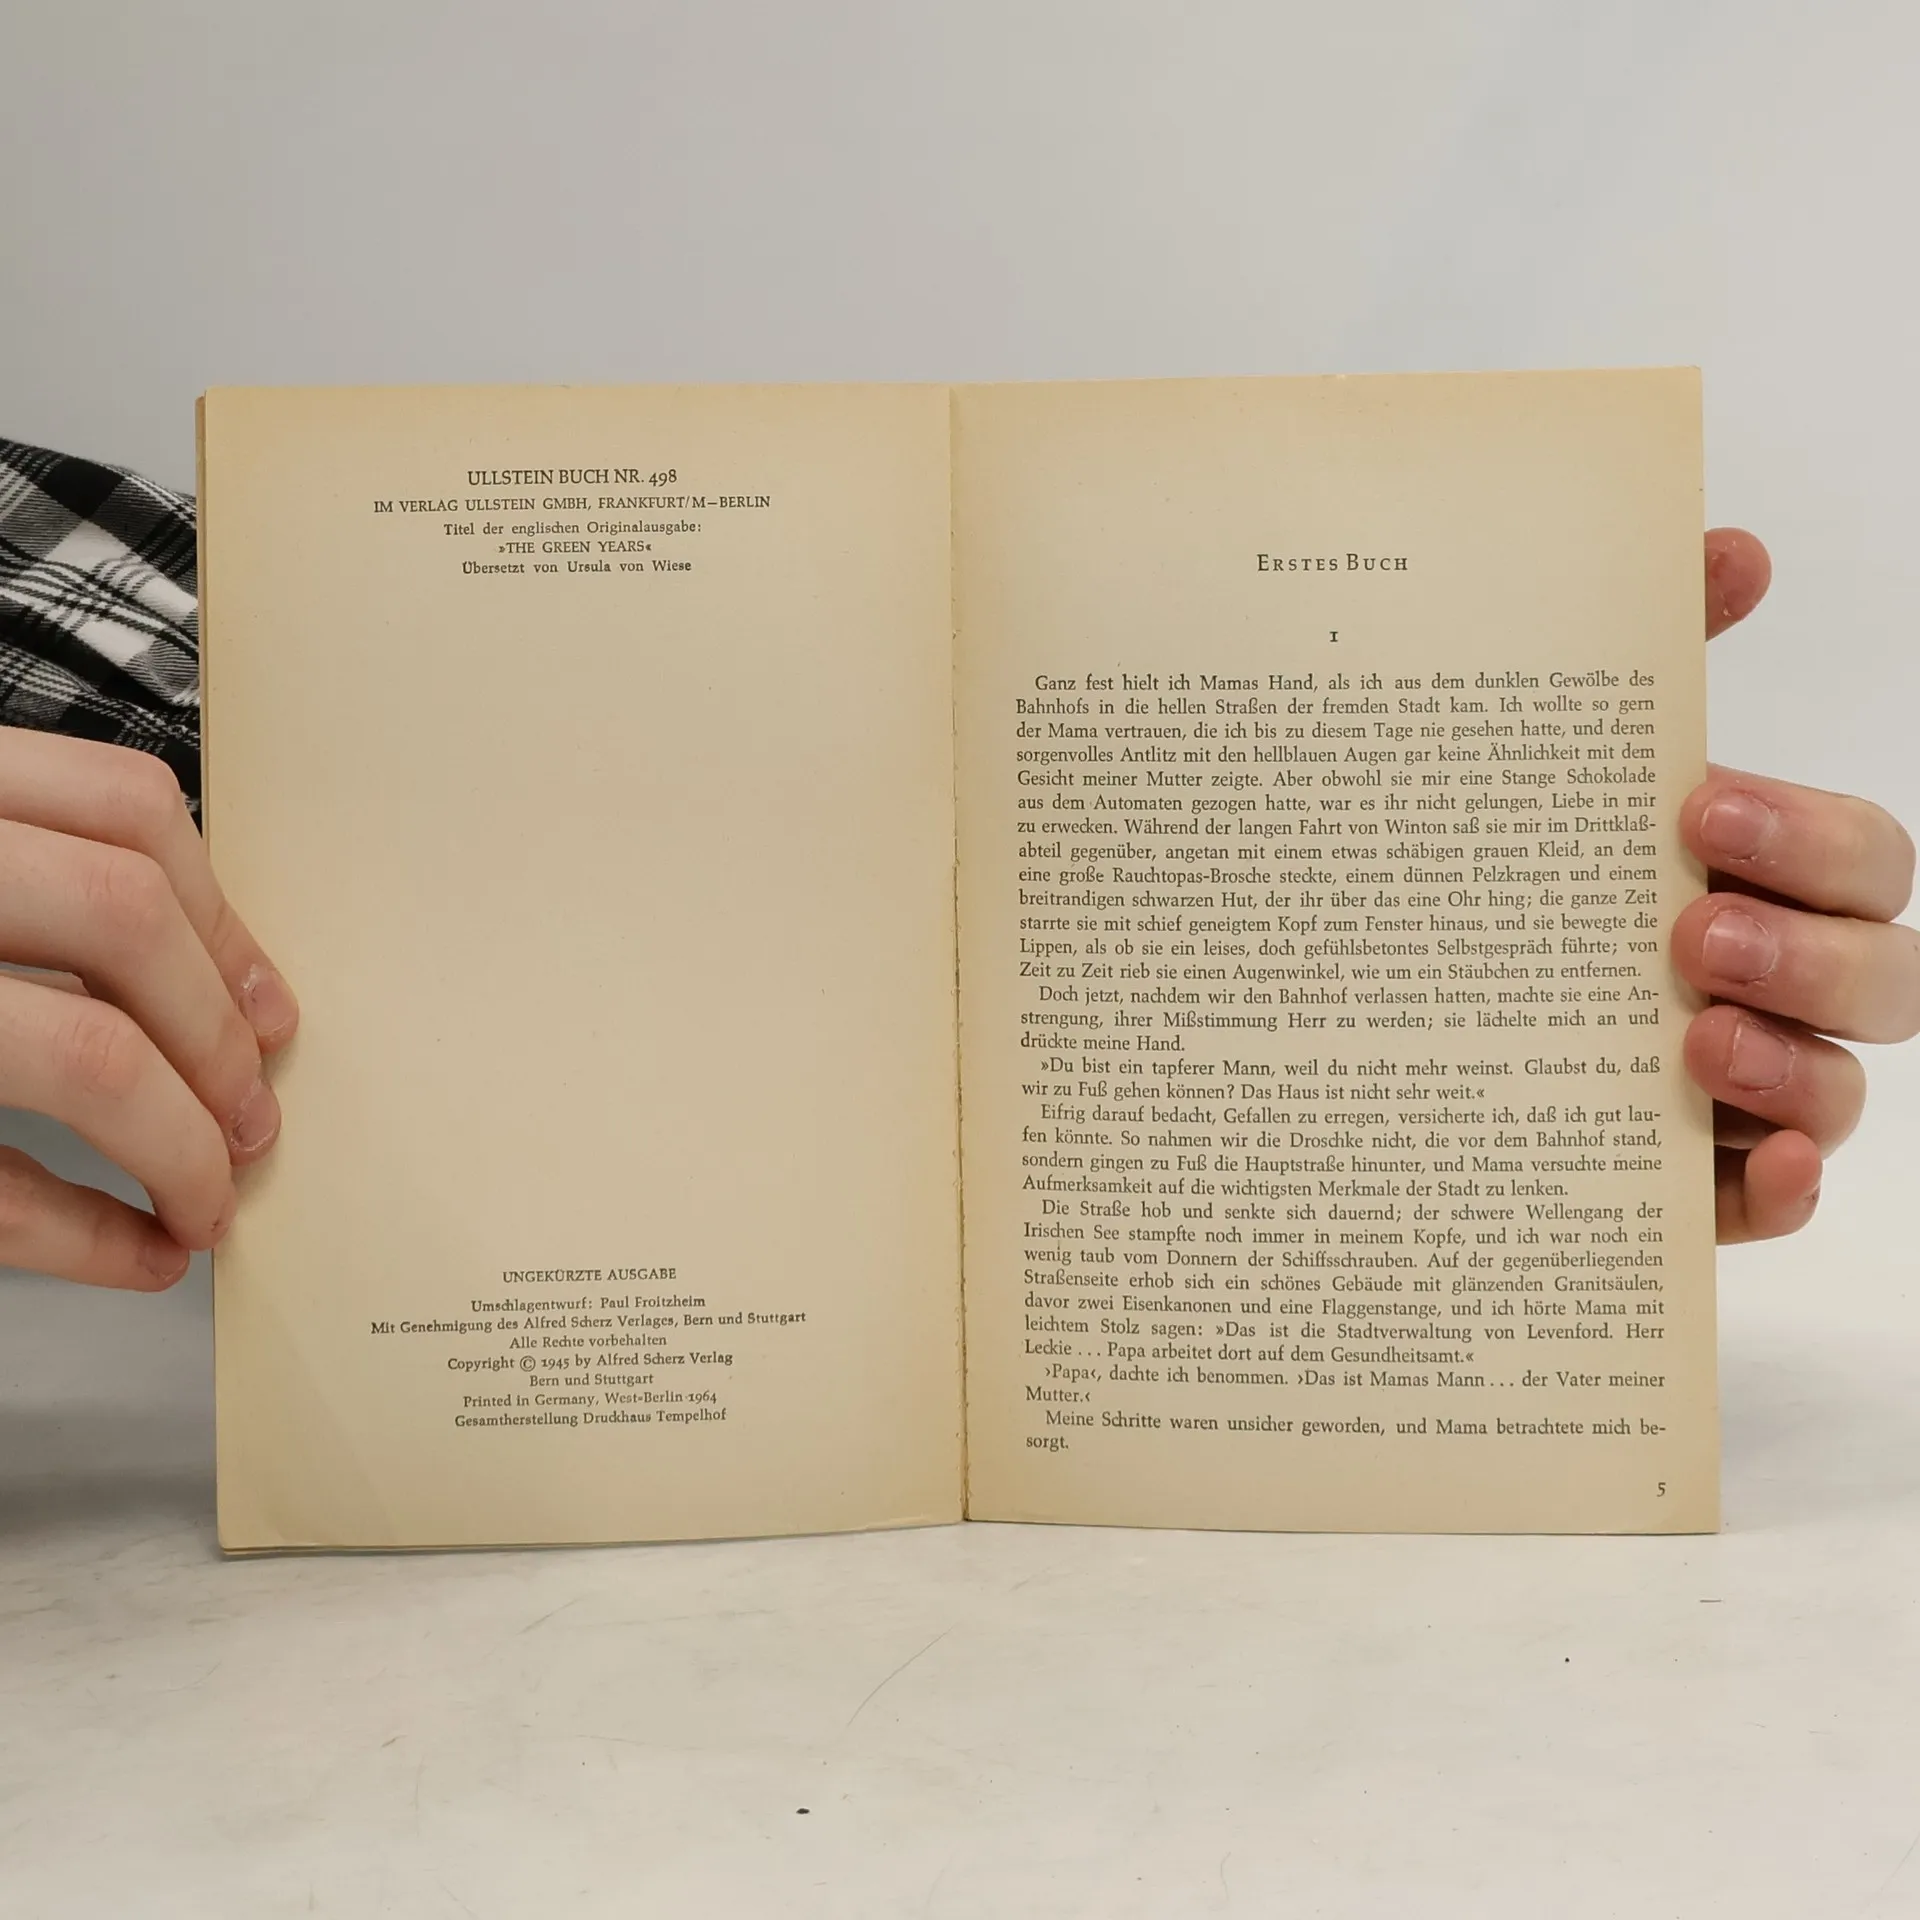 ULLSTEIN BUCH NR. 498
IM VERLAG ULLSTEIN GMBH, FRANKFURT/M–BERLIN
Titel der englischen Originalausgabe:
»THE GREEN YEARS«
Übersetzt von Ursula von Wiese
UNGEKÜRZTE AUSGABE
Umschlagentwurf: Paul Froitzheim
Mit Genehmigung des Alfred Scherz Verlages, Bern und Stuttgart
Alle Rechte vorbehalten
Copyright © 1945 by Alfred Scherz Verlag
Bern und Stuttgart
Printed in Germany, West-Berlin 1964
Gesamtherstellung Druckhaus Tempelhof
ERSTES BUCH
I
Ganz fest hielt ich Mamas Hand, als ich aus dem dunklen Gewölbe des
Bahnhofs in die hellen Straßen der fremden Stadt kam. Ich wollte so gern
der Mama vertrauen, die ich bis zu diesem Tage nie gesehen hatte, und deren
sorgenvolles Antlitz mit den hellblauen Augen gar keine Ähnlichkeit mit dem
Gesicht meiner Mutter zeigte. Aber obwohl sie mir eine Stange Schokolade
aus dem Automaten gezogen hatte, war es ihr nicht gelungen, Liebe in mir
zu erwecken. Während der langen Fahrt von Winton saß sie mir im Drittklaß-
abteil gegenüber, angetan mit einem etwas schäbigen grauen Kleid, an dem
eine große Rauchtopas-Brosche steckte, einem dünnen Pelzkragen und einem
breitrandigen schwarzen Hut, der ihr über das eine Ohr hing; die ganze Zeit
starrte sie mit schief geneigtem Kopf zum Fenster hinaus, und sie bewegte die
Lippen, als ob sie ein leises, doch gefühlsbetontes Selbstgespräch führte; von
Zeit zu Zeit rieb sie einen Augenwinkel, wie um ein Stäubchen zu entfernen.
Doch jetzt, nachdem wir den Bahnhof verlassen hatten, machte sie eine An-
strengung, ihrer Mißstimmung Herr zu werden; sie lächelte mich an und
drückte meine Hand.
»Du bist ein tapferer Mann, weil du nicht mehr weinst. Glaubst du, daß
wir zu Fuß gehen können? Das Haus ist nicht sehr weit.«
Eifrig darauf bedacht, Gefallen zu erregen, versicherte ich, daß ich gut lau-
fen könnte. So nahmen wir die Droschke nicht, die vor dem Bahnhof stand,
sondern gingen zu Fuß die Hauptstraße hinunter, und Mama versuchte meine
Aufmerksamkeit auf die wichtigsten Merkmale der Stadt zu lenken.
Die Straße hob und senkte sich dauernd; der schwere Wellengang der
Irischen See stampfte noch immer in meinem Kopfe, und ich war noch ein
wenig taub vom Donnern der Schiffsschrauben. Auf der gegenüberliegenden
Straßenseite erhob sich ein schönes Gebäude mit glänzenden Granitsäulen,
davor zwei Eisenkanonen und eine Flaggenstange, und ich hörte Mama mit
leichtem Stolz sagen: »Das ist die Stadtverwaltung von Levenford. Herr
Leckie . . . Papa arbeitet dort auf dem Gesundheitsamt.«
›Papa‹, dachte ich benommen. ›Das ist Mamas Mann . . . der Vater meiner
Mutter.‹
Meine Schritte waren unsicher geworden, und Mama betrachtete mich be-
sorgt.
5